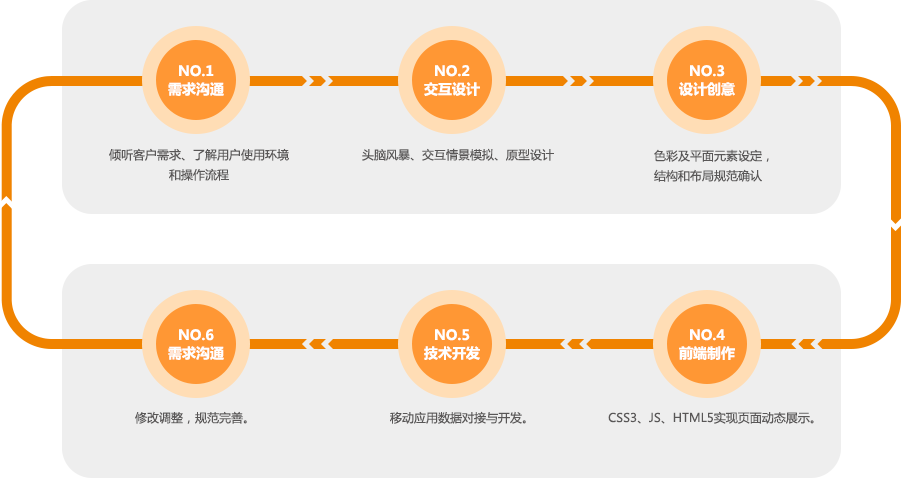 NO.1
需求沟通
倾听客户需求、了解用户使用环境
和操作流程
NO.2
交互设计
头脑风暴、交互情景模拟、原型设计
NO.3
设计创意
色彩及平面元素设定，
结构和布局规范确认
NO.4
前端制作
CSS3、JS、HTML5实现页面动态展示。
NO.5
技术开发
移动应用数据对接与开发。
NO.6
需求沟通
修改调整，规范完善。